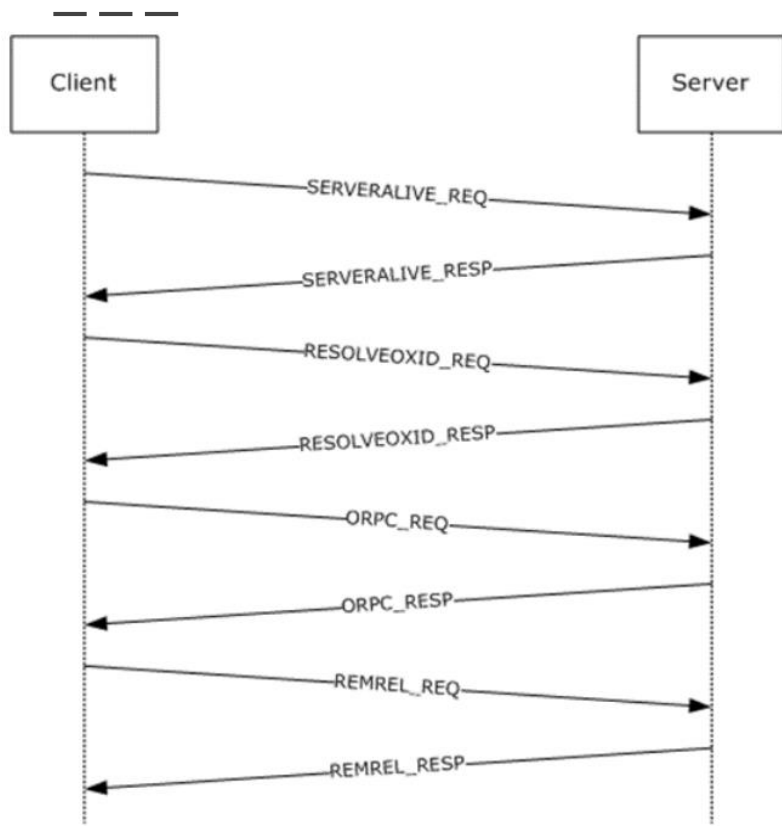 Client
Server
SERVERALIVE_REQ
SERVERALIVE_RESP
RESOLVEOXID_REQ
RESOLVEOXID_RESP
ORPC_REQ
ORPC_RESP
REMREL_REQ
REMREL_RESP